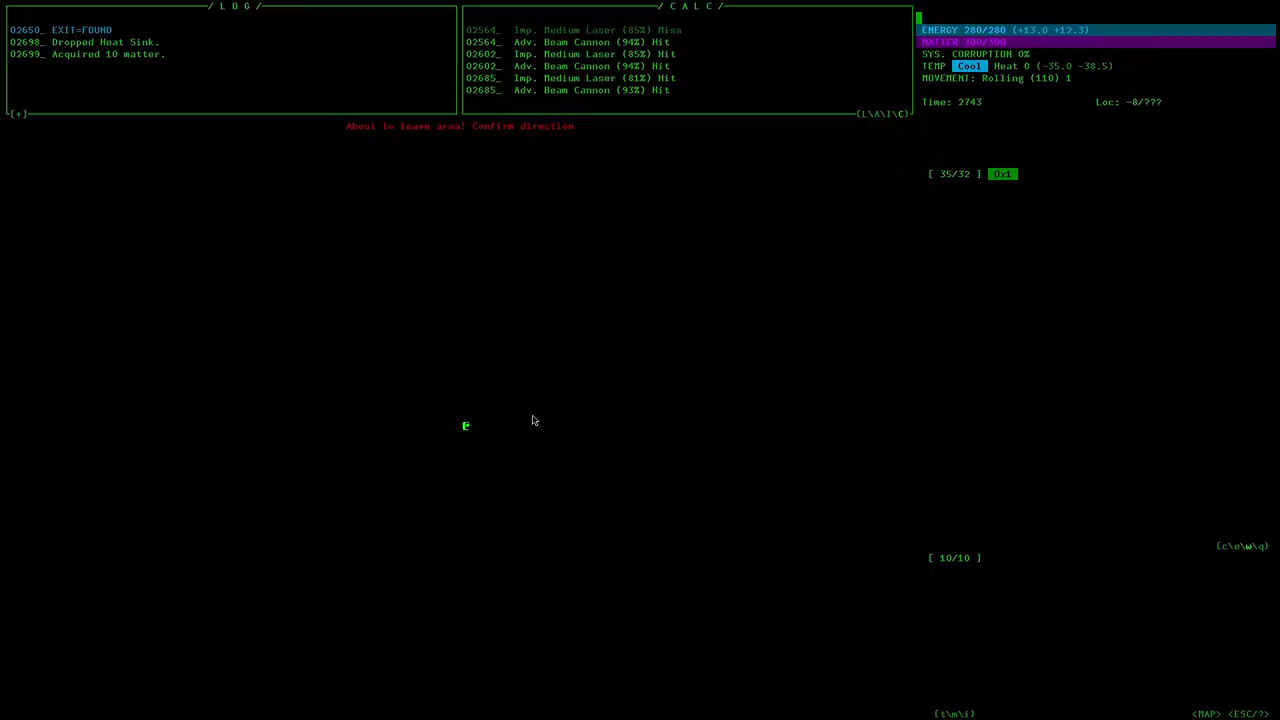 / L O G /
02650_ EXIT=FOUND
02698_ Dropped Heat Sink.
02699_ Acquired 10 matter.
[+]
/ C A L C /
02564_ Imp. Medium Laser (85%) Miss
02564_ Adv. Beam Cannon (94%) Hit
02602_ Imp. Medium Laser (85%) Hit
02602_ Adv. Beam Cannon (94%) Hit
02685_ Imp. Medium Laser (81%) Hit
02685_ Adv. Beam Cannon (93%) Hit
[L\A\I\C]
ENERGY 280/280 (+13.0 +12.3)
MATTER 300/300
SYS. CORRUPTION 0%
TEMP Cool Heat 0 (-35.0 -38.5)
MOVEMENT: Rolling (110) 1
Time: 2743 Loc: -8/???
About to leave area! Confirm direction
[ 35/32 ] 0x1
[c\e\w\q]
[ 10/10 ]
[t\m\i] <MAP> <ESC/?>